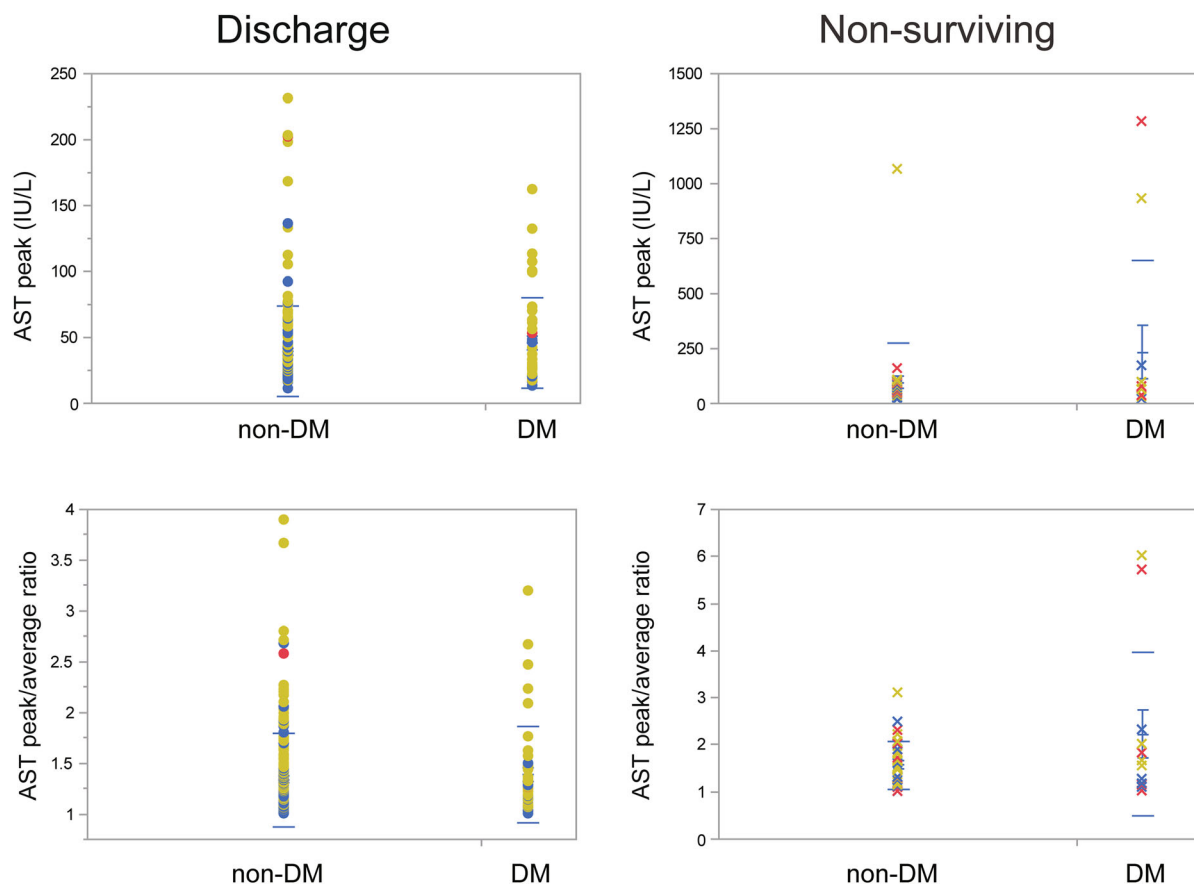 Discharge
Non-surviving
AST peak (IU/L)
250
200
150
100
50
0
non-DM
DM
AST peak (IU/L)
1500
1250
1000
750
500
250
0
non-DM
DM
AST peak/average ratio
4
3.5
3
2.5
2
1.5
1
non-DM
DM
AST peak/average ratio
7
6
5
4
3
2
1
0
non-DM
DM